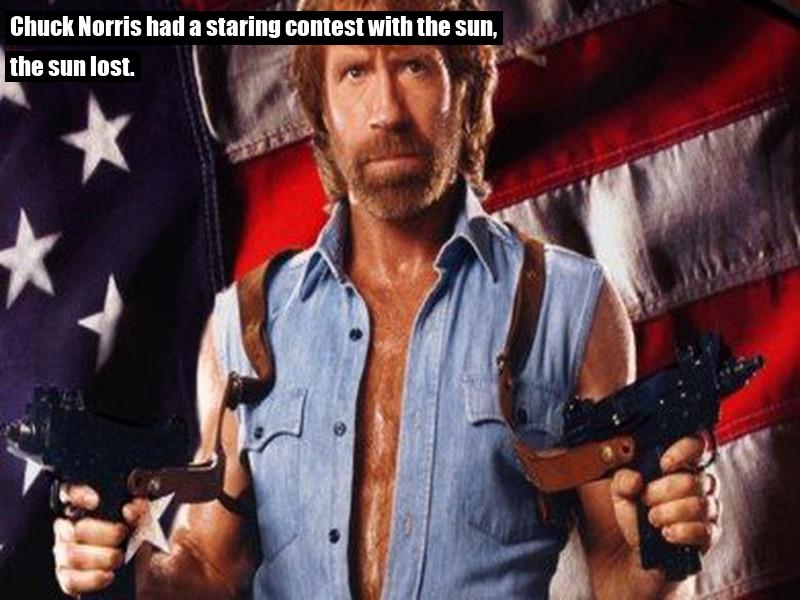 Chuck Norris had a staring contest with the sun,
the sun lost.